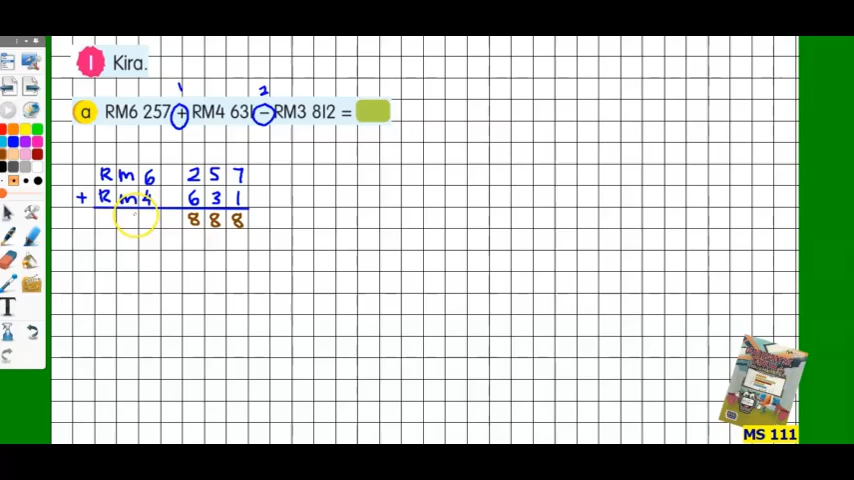 1 Kira.
1 2
a RM6 257 + RM4 631 - RM3 812 =
Rm6 257
+ Rm4 631
888
T
MS 111